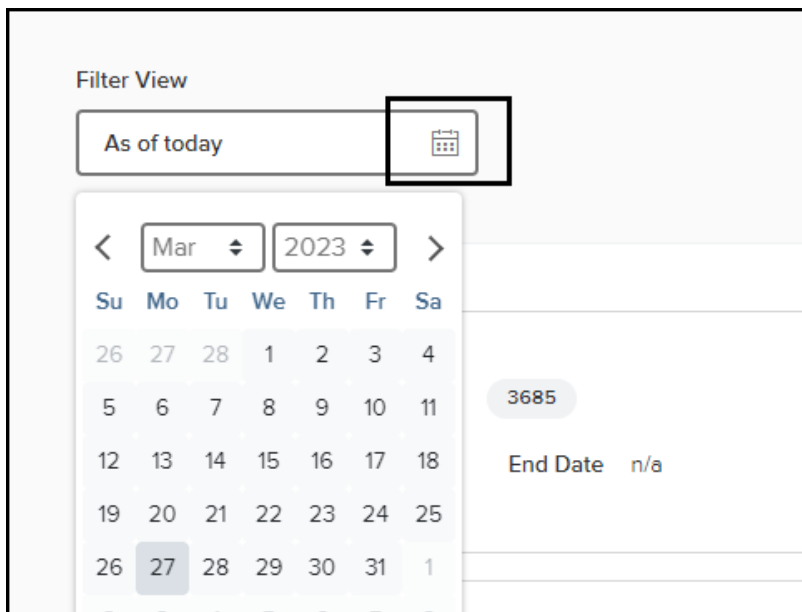 Filter View
As of today
Mar 2023
Su Mo Tu We Th Fr Sa
26 27 28 1 2 3 4
5 6 7 8 9 10 11
3685
12 13 14 15 16 17 18
End Date n/a
19 20 21 22 23 24 25
26 27 28 29 30 31 1